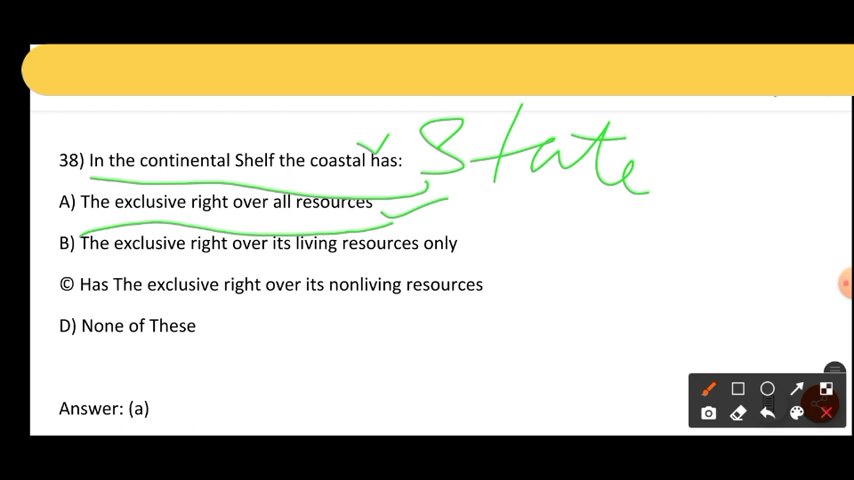 38) In the continental Shelf the coastal has: State
A) The exclusive right over all resources
B) The exclusive right over its living resources only
© Has The exclusive right over its nonliving resources
D) None of These
Answer: (a)